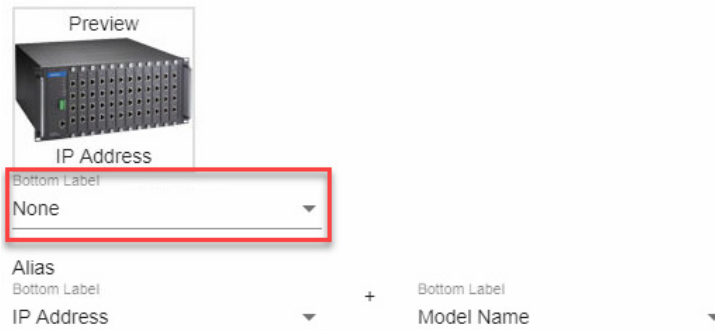 Preview
IP Address
Bottom Label
None
Alias
Bottom Label
IP Address
+
Bottom Label
Model Name